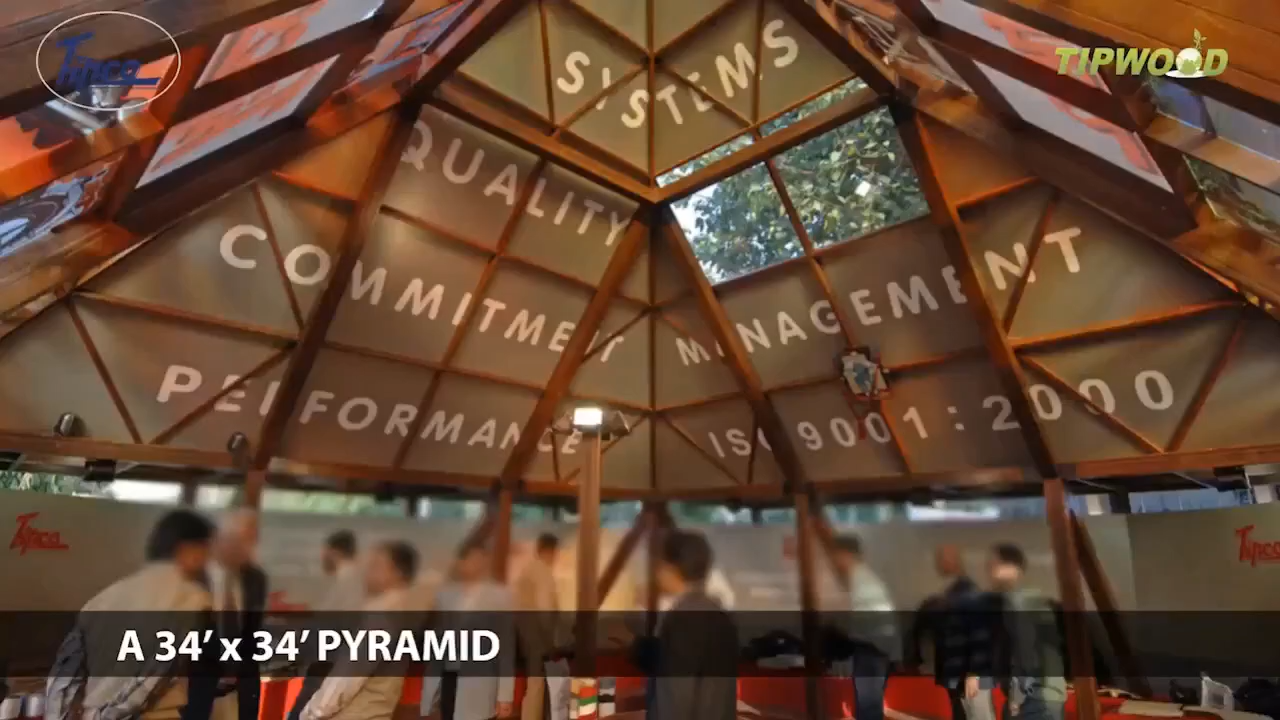 Tipco
TIPWOOD
SYSTEMS
QUALITY
COMMITMENT
MANAGEMENT
PERFORMANCE
ISO 9001 : 2000
Tipco
Tipco
A 34’ x 34’ PYRAMID